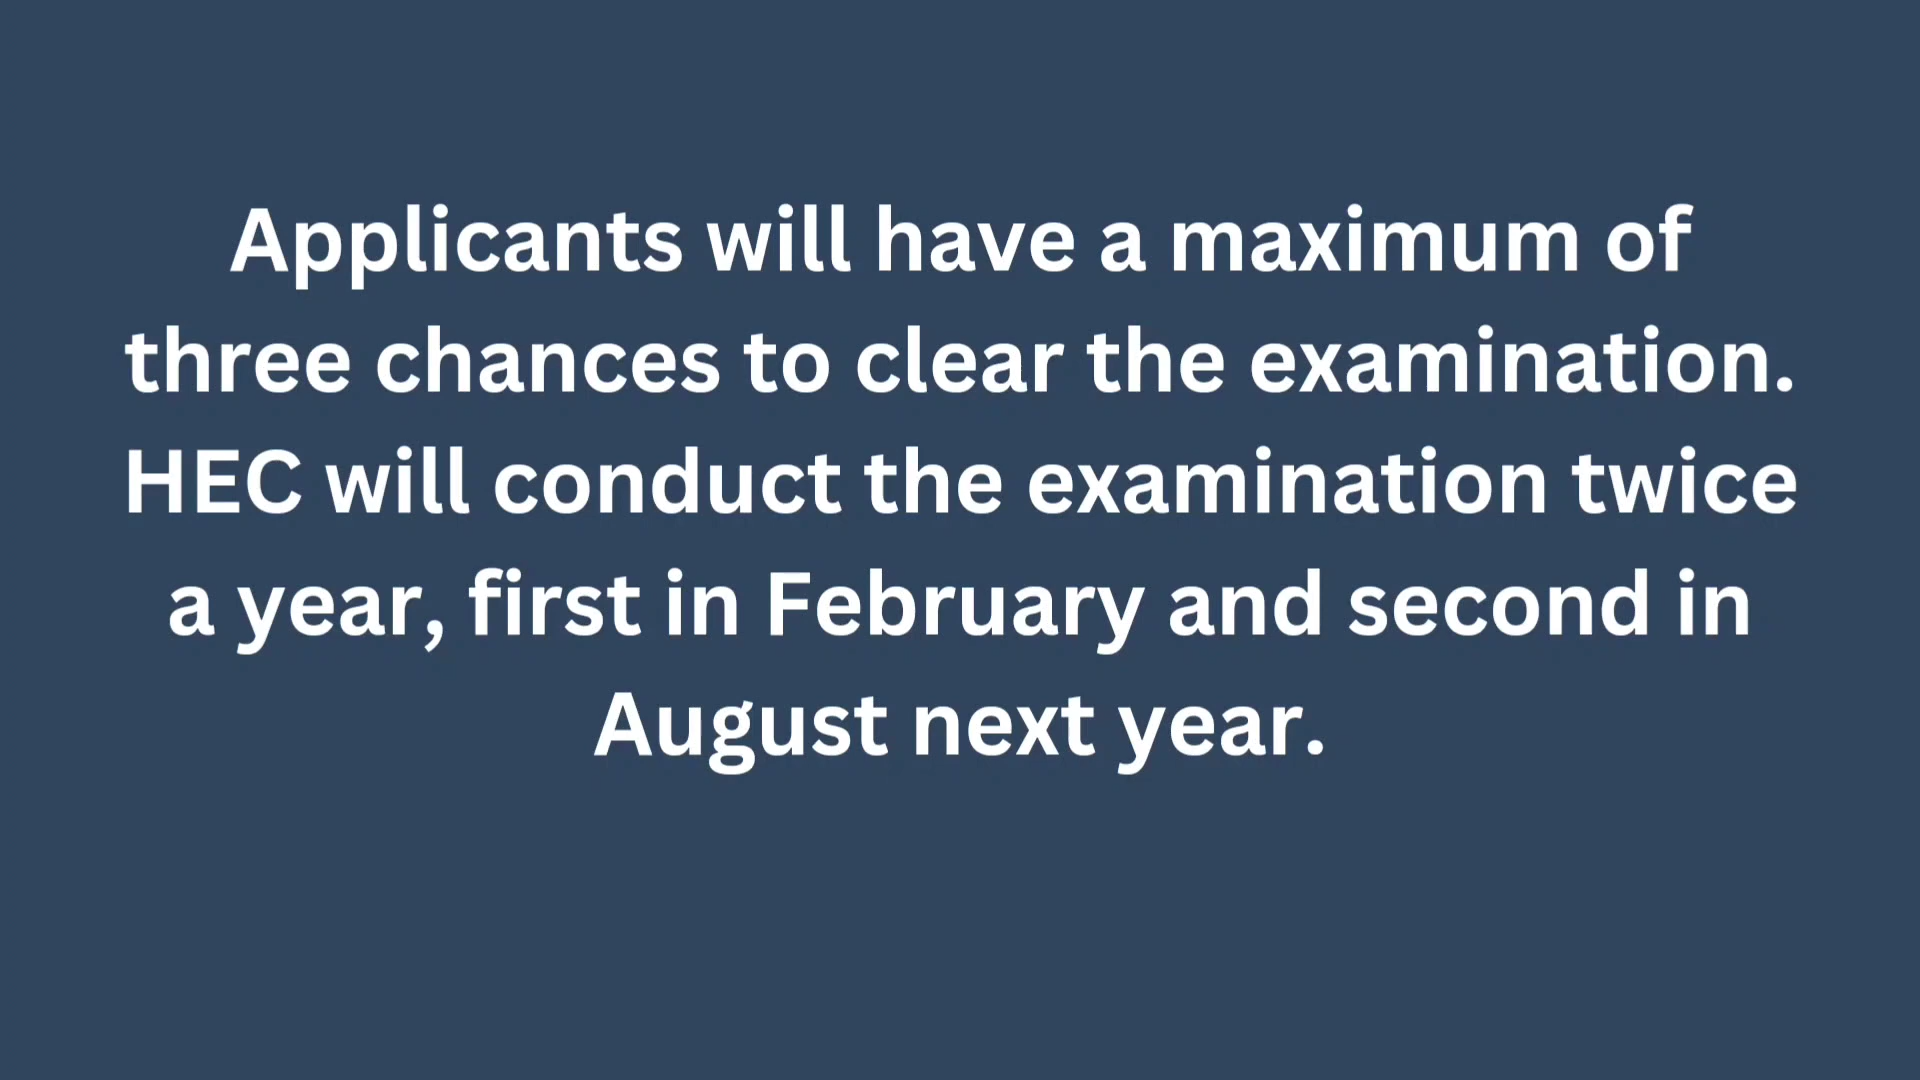 Applicants will have a maximum of
three chances to clear the examination.
HEC will conduct the examination twice
a year, first in February and second in
August next year.